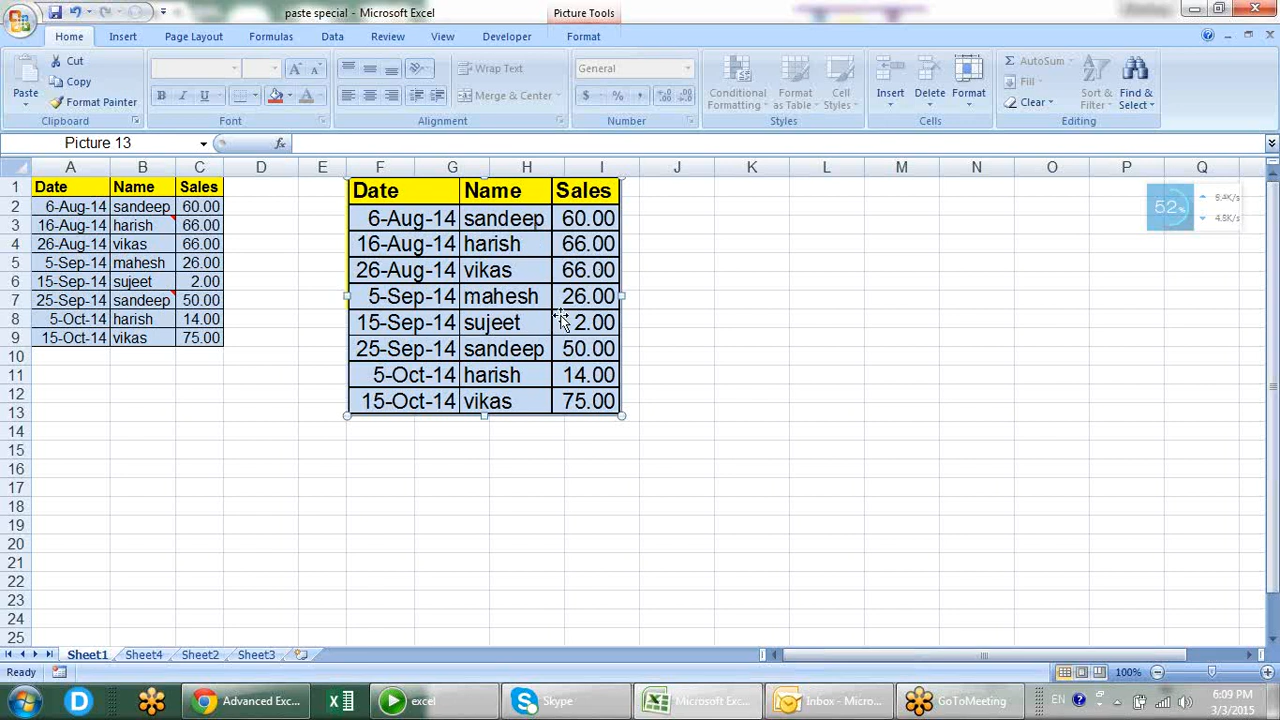 paste special - Microsoft Excel
Picture Tools
Home Insert Page Layout Formulas Data Review View Developer Format
Paste
Cut
Copy
Format Painter
Clipboard
Font
Wrap Text
Merge & Center
Alignment
General
$ % ,
Number
Conditional Formatting
Format as Table
Cell Styles
Styles
Insert Delete Format
Cells
AutoSum
Fill
Clear
Sort & Filter
Find & Select
Editing
Picture 13
fx
A B C D E F G H I J K L M N O P Q
1 Date Name Sales
2 6-Aug-14 sandeep 60.00
3 16-Aug-14 harish 66.00
4 26-Aug-14 vikas 66.00
5 5-Sep-14 mahesh 26.00
6 15-Sep-14 sujeet 2.00
7 25-Sep-14 sandeep 50.00
8 5-Oct-14 harish 14.00
9 15-Oct-14 vikas 75.00
10
11
12
13
14
15
16
17
18
19
20
21
22
23
24
25
Date Name Sales
6-Aug-14 sandeep 60.00
16-Aug-14 harish 66.00
26-Aug-14 vikas 66.00
5-Sep-14 mahesh 26.00
15-Sep-14 sujeet 2.00
25-Sep-14 sandeep 50.00
5-Oct-14 harish 14.00
15-Oct-14 vikas 75.00
52%
Sheet1 Sheet4 Sheet2 Sheet3
Ready
100%
Advanced Exc...
excel
Skype
Microsoft Exc...
Inbox - Micros...
GoToMeeting
EN
6:09 PM
3/3/2015